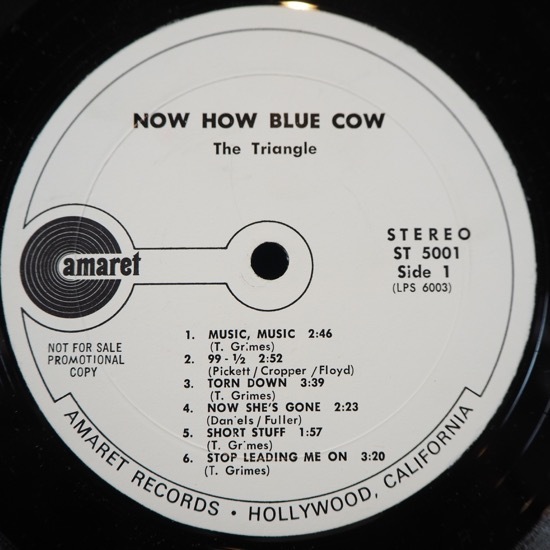 NOW HOW BLUE COW
The Triangle
amaret
STEREO
ST 5001
Side 1
(LPS 6003)
NOT FOR SALE
PROMOTIONAL
COPY
1. MUSIC, MUSIC 2:46
(T. Grimes)
2. 99 - ½ 2:52
(Pickett/Cropper/Floyd)
3. TORN DOWN 3:39
(T. Grimes)
4. NOW SHE'S GONE 2:23
(Daniels/Fuller)
5. SHORT STUFF 1:57
(T. Grimes)
6. STOP LEADING ME ON 3:20
(T. Grimes)
AMARET RECORDS • HOLLYWOOD, CALIFORNIA